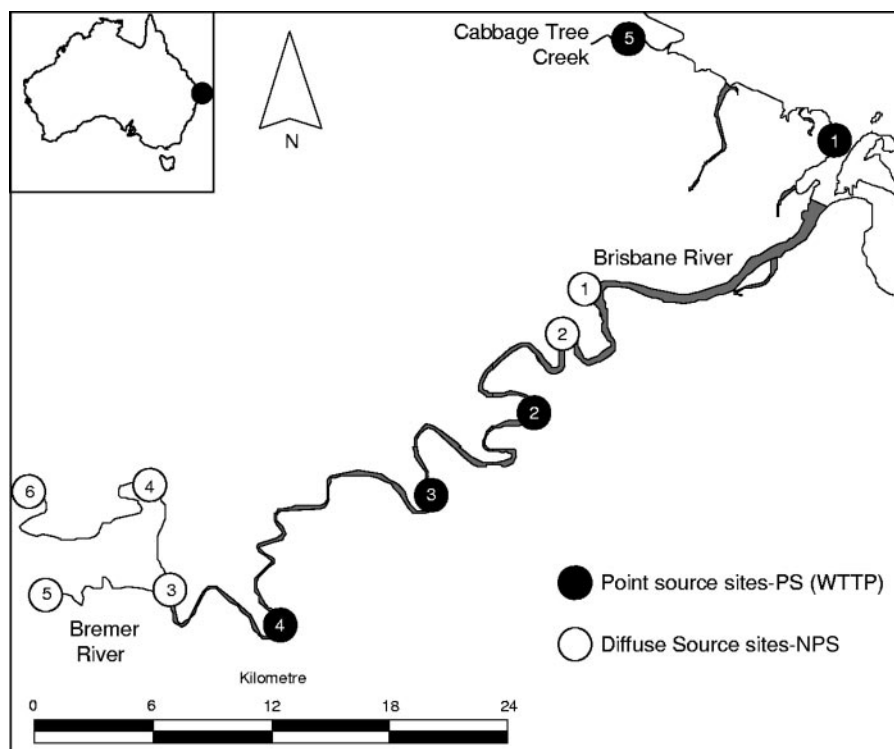 Cabbage Tree
Creek
5
N
1
Brisbane River
1
2
2
3
6
4
5
3
4
Bremer
River
Point source sites-PS (WTTP)
Diffuse Source sites-NPS
Kilometre
0 6 12 18 24